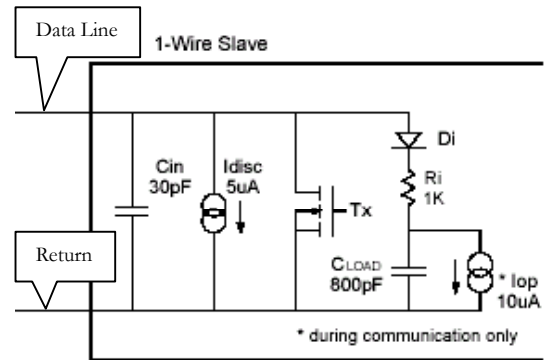 Data Line
1-Wire Slave
Cin
30pF
Idisc
5uA
Tx
Di
Ri
1K
CLOAD
800pF
* Iop
10uA
Return
* during communication only